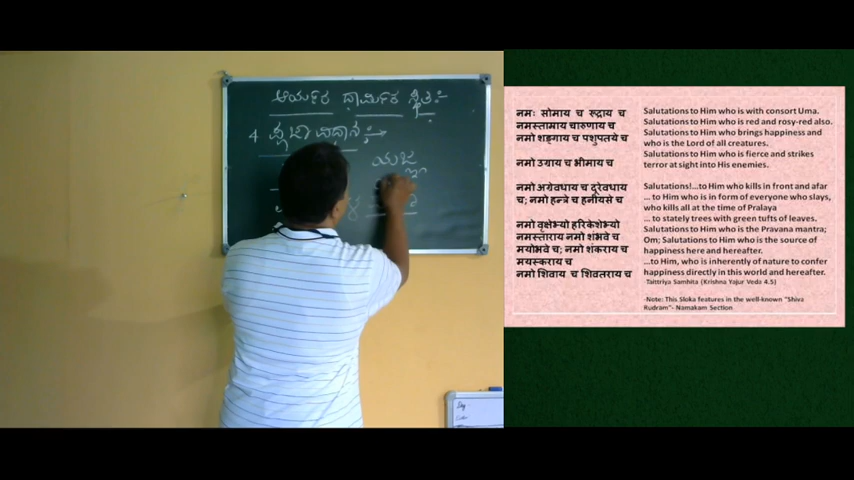 ಆರ್ಯರ ಧಾರ್ಮಿಕ ಸ್ಥಿತಿ:-
4 ಪೂಜಾ ವಿಧಾನ :→
ಯಜ
नमः सोमाय च रुद्राय च
नमस्ताम्राय चारुणाय च
नमो शङ्गाय च पशुपतये च
नमो उग्राय च भीमाय च
नमो अग्रेवधाय च दूरेवधाय
च; नमो हन्त्रे च हनीयसे च
नमो वृक्षेभ्यो हरिकेशेभ्यो
नमस्ताराय नमो शंभवे च
मयोभवे च; नमो शंकराय च
मयस्कराय च
नमो शिवाय च शिवतराय च
Salutations to Him who is with consort Uma.
Salutations to Him who is red and rosy-red also.
Salutations to Him who brings happiness and
who is the Lord of all creatures.
Salutations to Him who is fierce and strikes
terror at sight into His enemies.
Salutations!...to Him who kills in front and afar
... to Him who is in form of everyone who slays,
who kills all at the time of Pralaya
... to stately trees with green tufts of leaves.
Salutations to Him who is the Pravana mantra;
Om; Salutations to Him who is the source of
happiness here and hereafter.
...to Him, who is inherently of nature to confer
happiness directly in this world and hereafter.
-Taittriya Samhita (Krishna Yajur Veda 4.5)
-Note: This Sloka features in the well-known "Shiva
Rudram"- Namakam Section